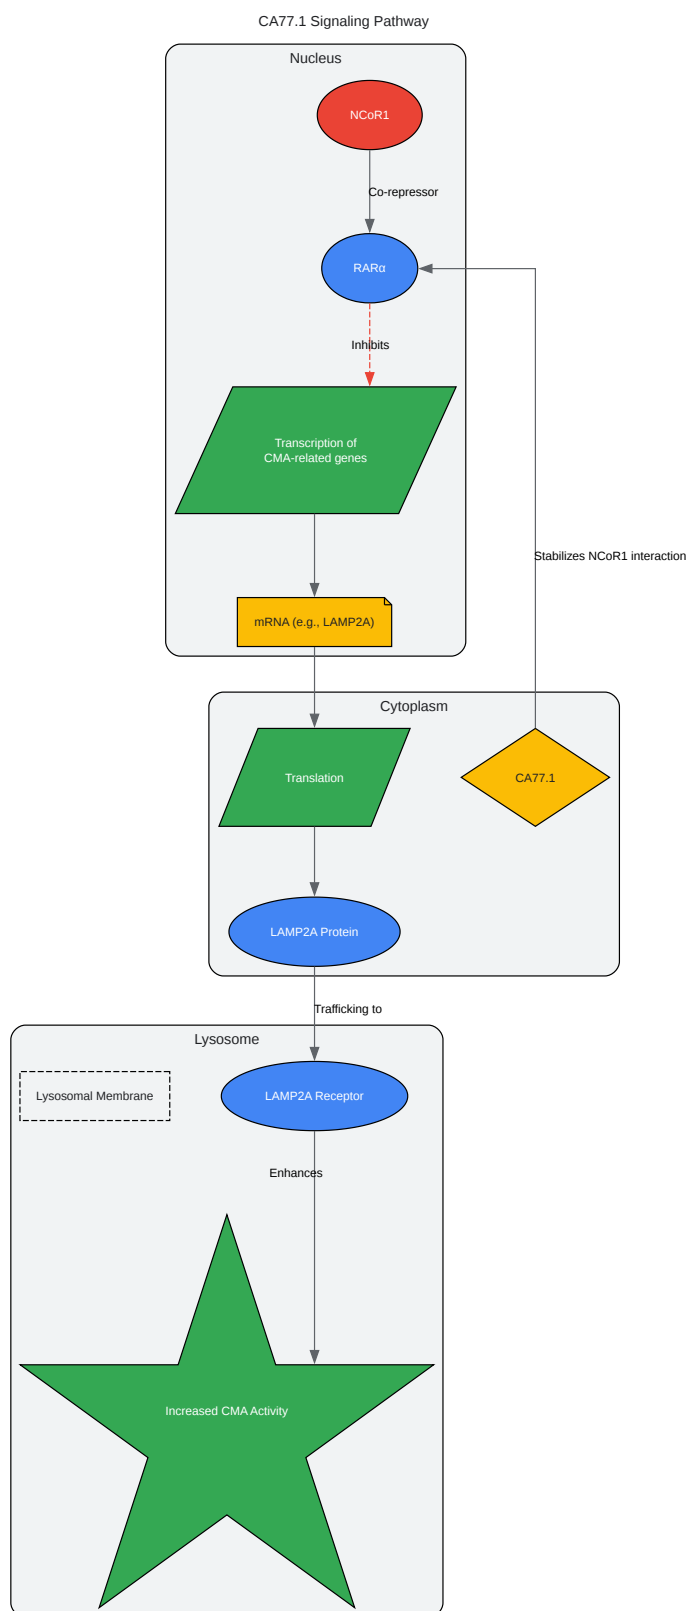 CA77.1 Signaling Pathway
Nucleus
NCoR1
Co-repressor
RARα
Inhibits
Transcription of
CMA-related genes
Stabilizes NCoR1 interaction
mRNA (e.g., LAMP2A)
Cytoplasm
Translation
CA77.1
LAMP2A Protein
Trafficking to
Lysosome
Lysosomal Membrane
LAMP2A Receptor
Enhances
Increased CMA Activity